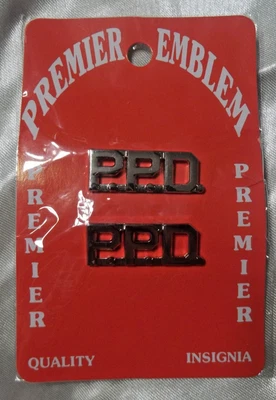 PREMIER EMBLEM
P.P.D.
P.P.D.
PREMIER
PREMIER
QUALITY
INSIGNIA